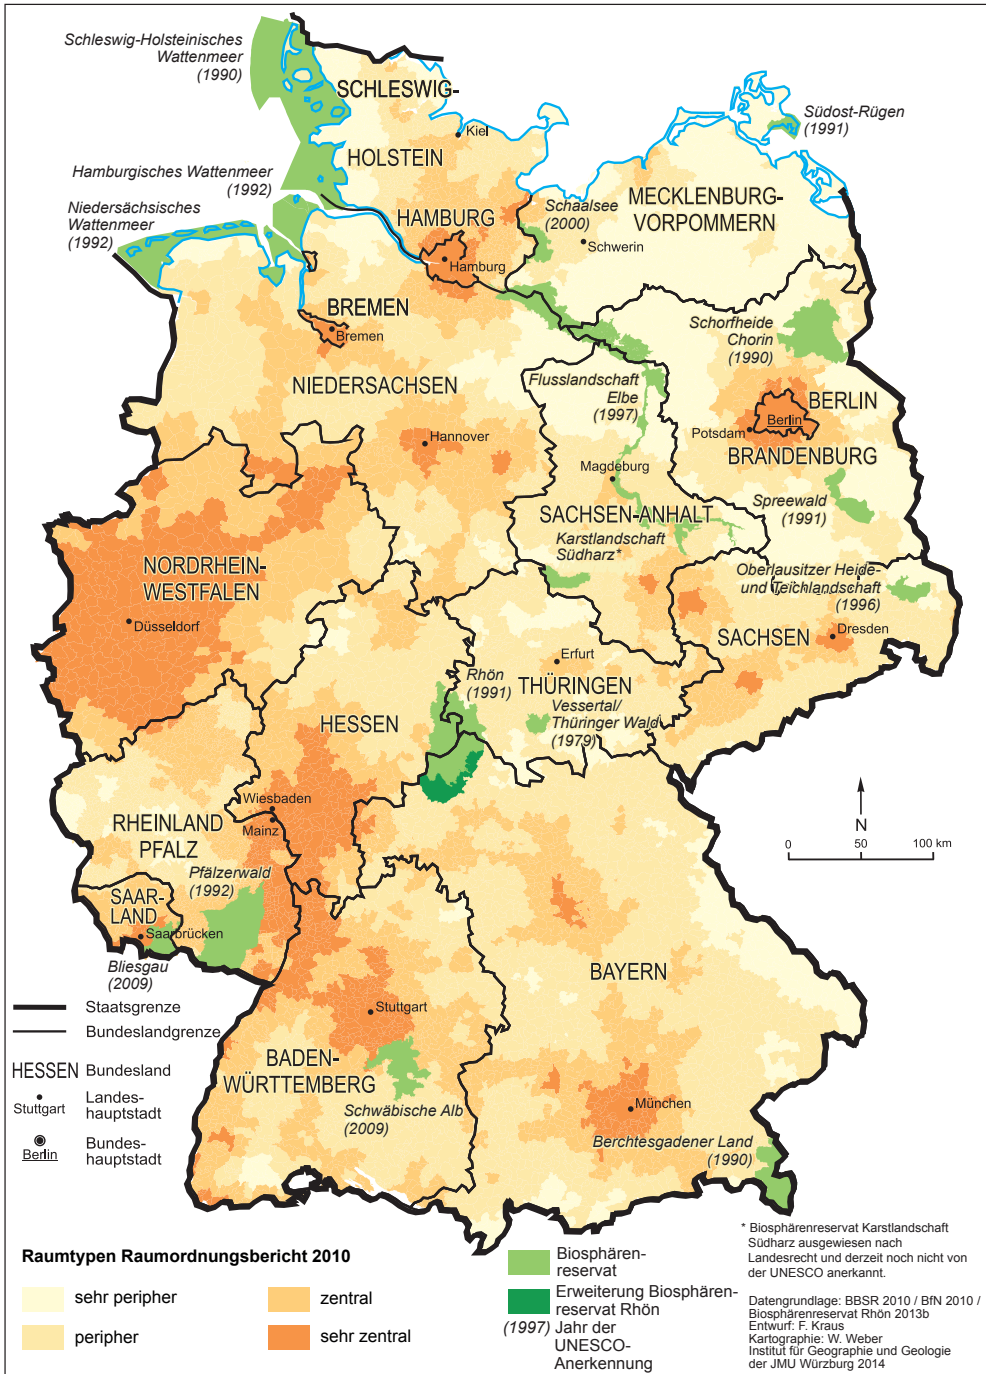 Schleswig-Holsteinisches
Wattenmeer
(1990)
SCHLESWIG-
HOLSTEIN
Kiel
Südost-Rügen
(1991)
Hamburgisches Wattenmeer
(1992)
Niedersächsisches
Wattenmeer
(1992)
HAMBURG
Hamburg
Schaalsee
(2000)
MECKLENBURG-
VORPOMMERN
Schwerin
BREMEN
Bremen
Schorfheide
Chorin
(1990)
NIEDERSACHSEN
Hannover
Flusslandschaft
Elbe
(1997)
BERLIN
Berlin
Potsdam
BRANDENBURG
Magdeburg
Spreewald
(1991)
SACHSEN-ANHALT
Karstlandschaft
Südharz*
NORDRHEIN-
WESTFALEN
Düsseldorf
Oberlausitzer Heide-
und Teichlandschaft
(1996)
SACHSEN
Dresden
Erfurt
THÜRINGEN
Vessertal/
Thüringer Wald
(1979)
Rhön
(1991)
HESSEN
Wiesbaden
Mainz
RHEINLAND
PFALZ
Pfälzerwald
(1992)
SAAR-
LAND
Saarbrücken
Bliesgau
(2009)
N
0 50 100 km
BAYERN
Stuttgart
BADEN-
WÜRTTEMBERG
Schwäbische Alb
(2009)
München
Berchtesgadener Land
(1990)
Staatsgrenze
Bundeslandgrenze
HESSEN Bundesland
Stuttgart
Landes-
hauptstadt
Berlin
Bundes-
hauptstadt
* Biosphärenreservat Karstlandschaft
Südharz ausgewiesen nach
Landesrecht und derzeit noch nicht von
der UNESCO anerkannt.
Raumtypen Raumordnungsbericht 2010
sehr peripher
peripher
zentral
sehr zentral
Biosphären-
reservat
Erweiterung Biosphären-
reservat Rhön
(1997) Jahr der
UNESCO-
Anerkennung
Datengrundlage: BBSR 2010 / BfN 2010 /
Biosphärenreservat Rhön 2013b
Entwurf: F. Kraus
Kartographie: W. Weber
Institut für Geographie und Geologie
der JMU Würzburg 2014